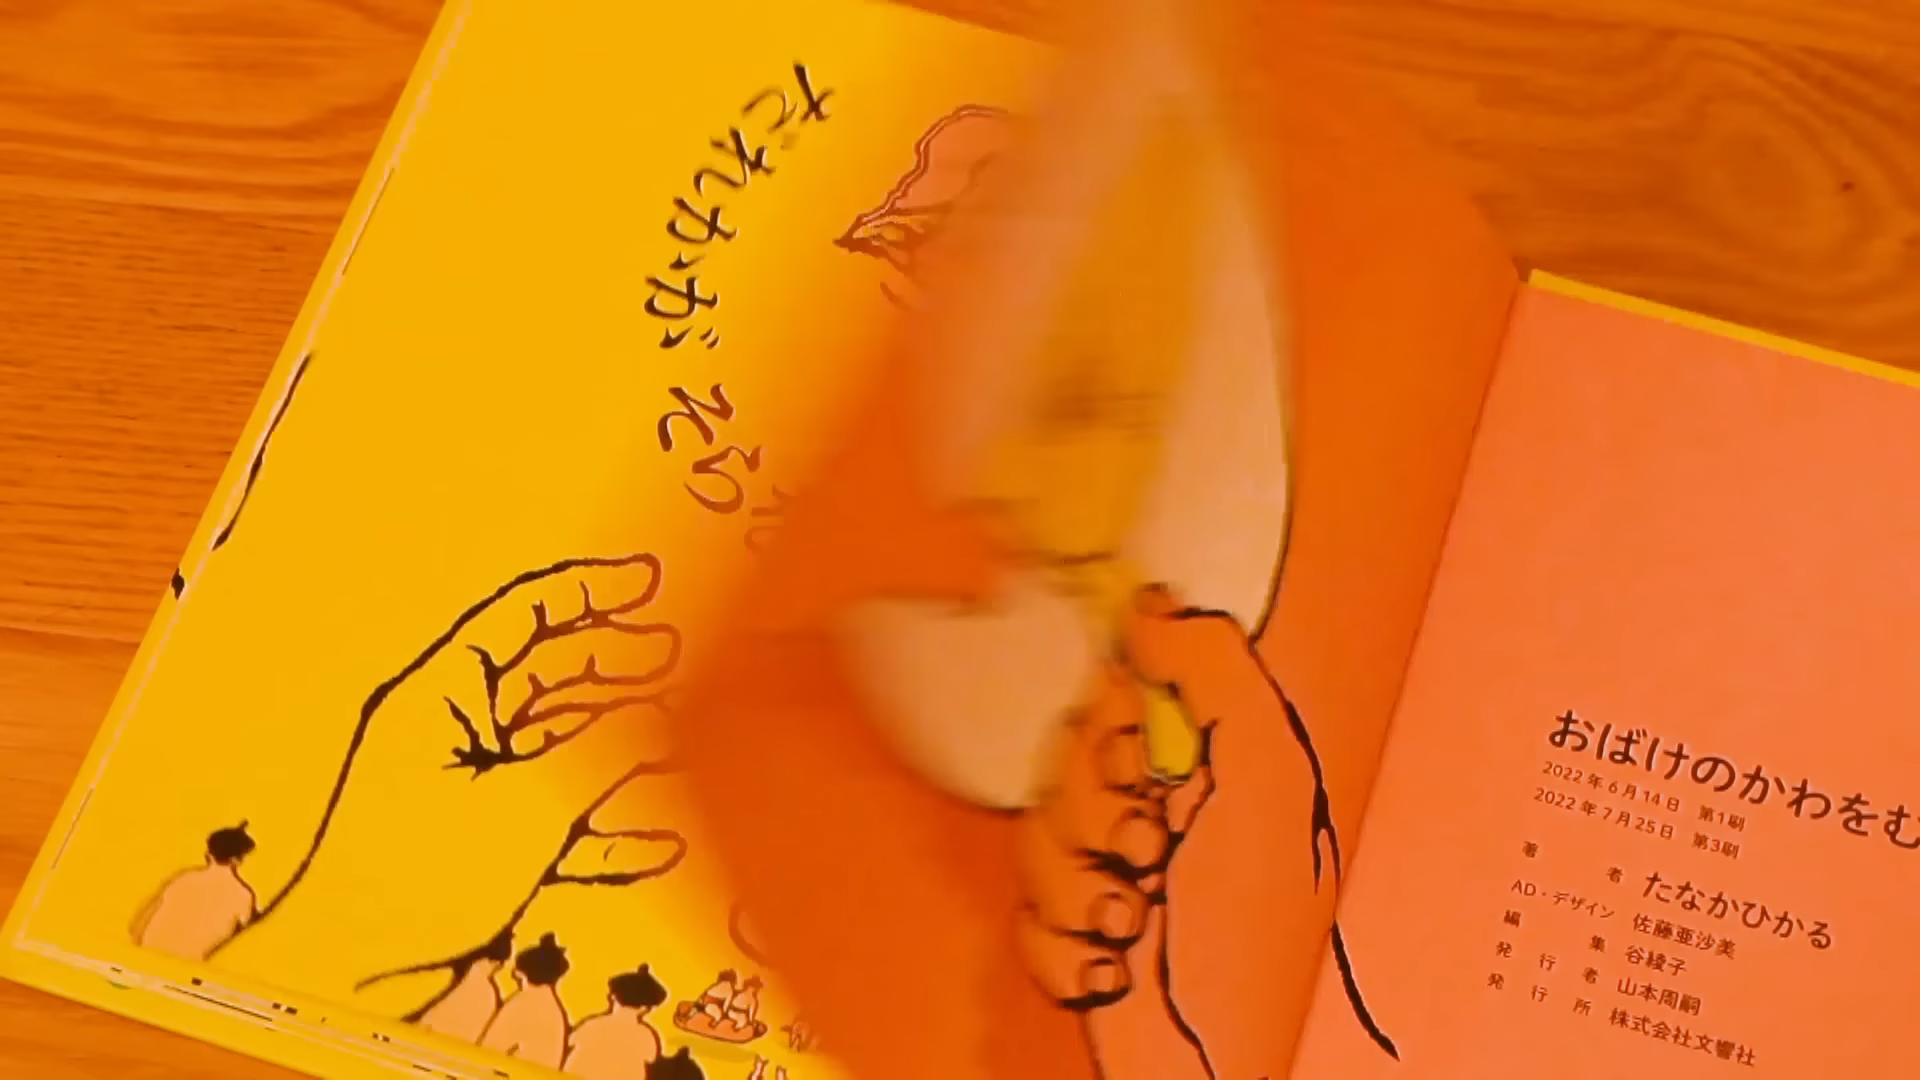 だれかが そら
おばけのかわをむ
2022年6月14日 第1刷
2022年7月25日 第3刷
著 者 たなかひかる
AD・デザイン 佐藤亜沙美
編 集 谷綾子
発 行 者 山本周嗣
発 行 所 株式会社文響社